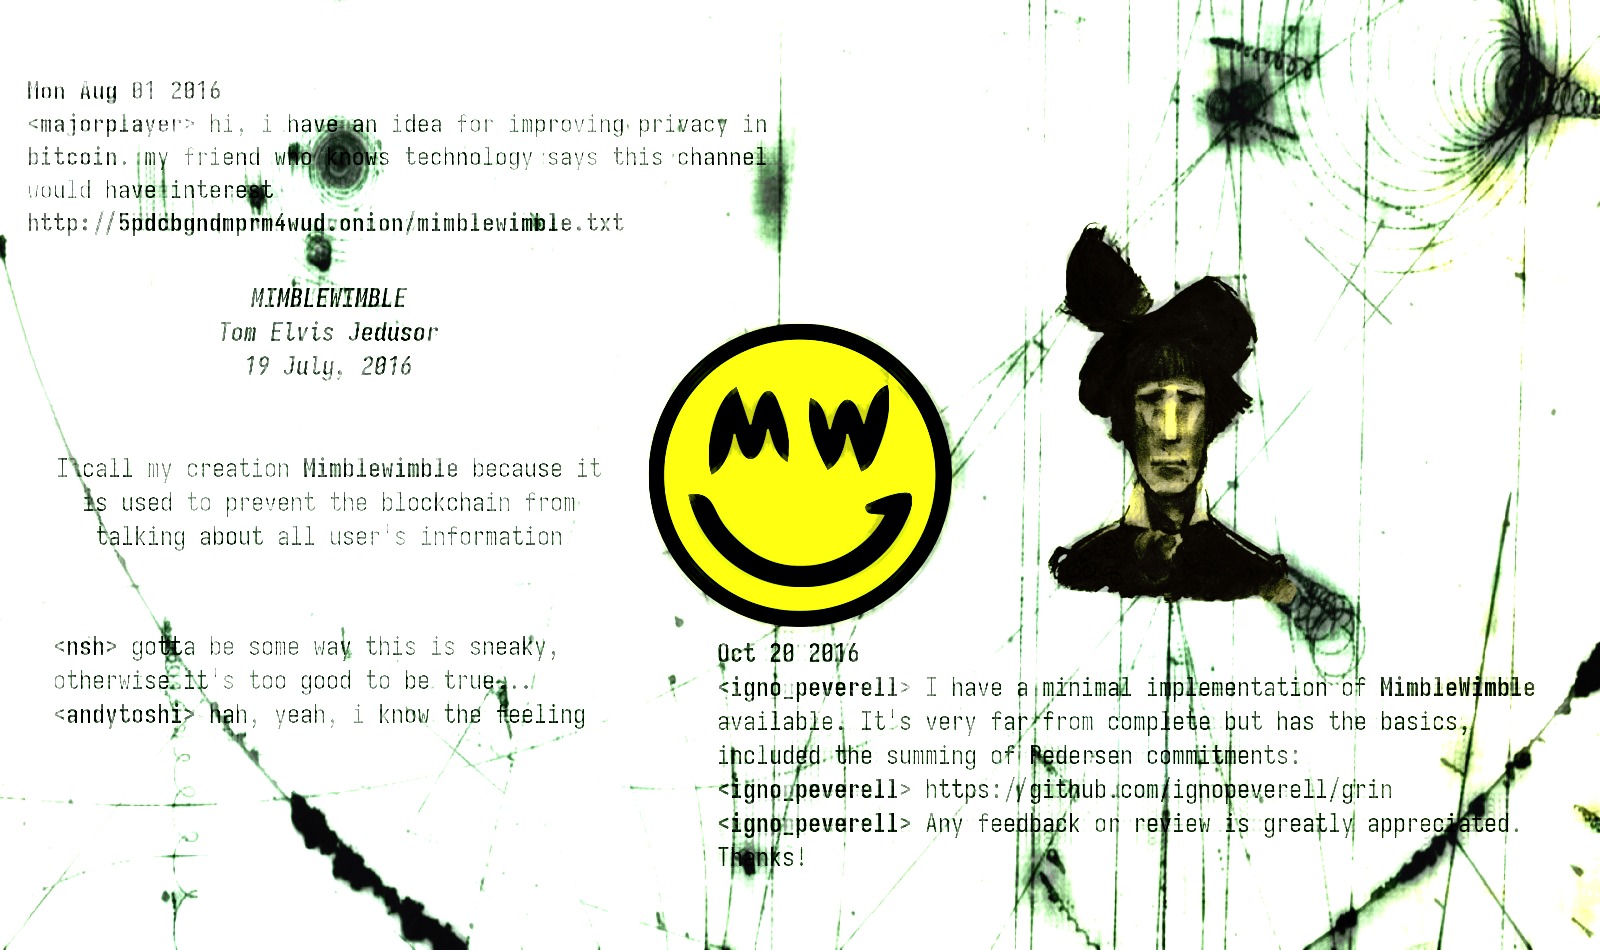 Mon Aug 01 2016
<majorplayer> hi, i have an idea for improving privacy in
bitcoin. my friend who knows technology says this channel
would have interest
http://5pdcbgndmprm4wud.onion/mimblewimble.txt
MIMBLEWIMBLE
Tom Elvis Jedusor
19 July, 2016
I call my creation Mimblewimble because it
is used to prevent the blockchain from
talking about all user's information
<nsh> gotta be some way this is sneaky,
otherwise it's too good to be true...
<andytoshi> hah, yeah, i know the feeling
MW
Oct 20 2016
<igno_peverell> I have a minimal implementation of MimbleWimble
available. It's very far from complete but has the basics,
included the summing of Pedersen commitments:
<igno_peverell> https://github.com/ignopeverell/grin
<igno_peverell> Any feedback or review is greatly appreciated.
Thanks!